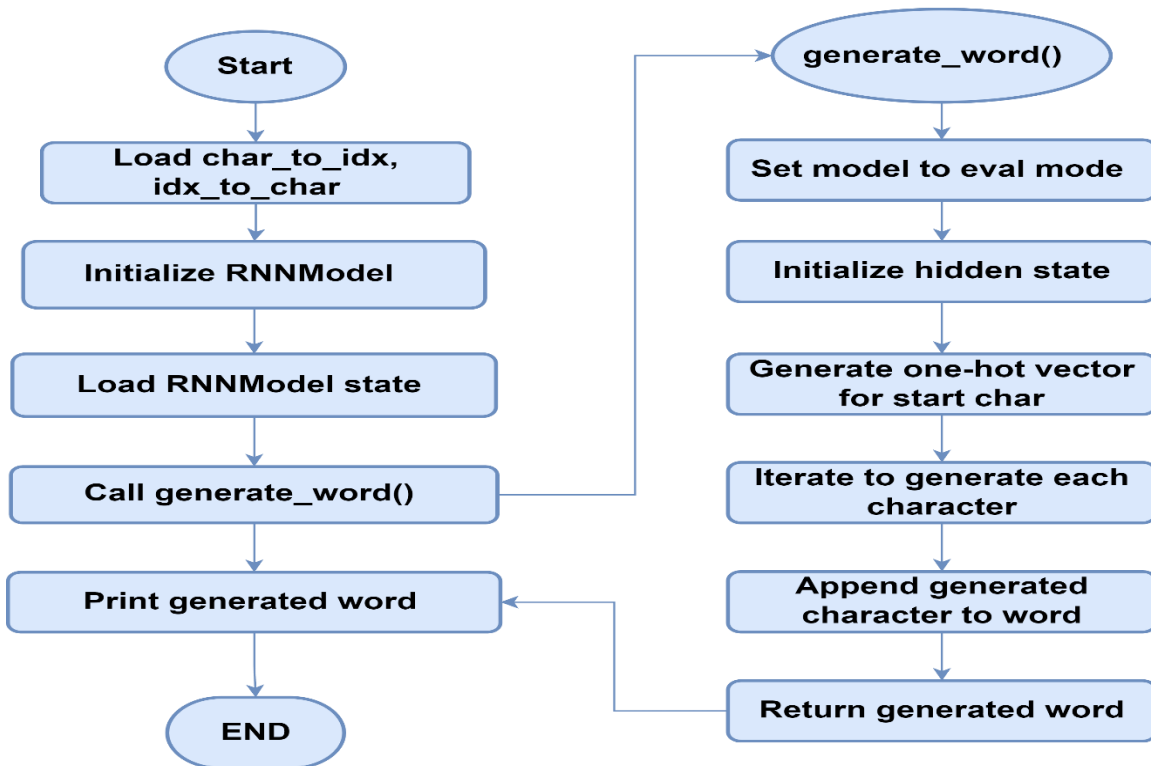 Start
Load char_to_idx,
idx_to_char
Initialize RNNModel
Load RNNModel state
Call generate_word()
Print generated word
END
generate_word()
Set model to eval mode
Initialize hidden state
Generate one-hot vector
for start char
Iterate to generate each
character
Append generated
character to word
Return generated word